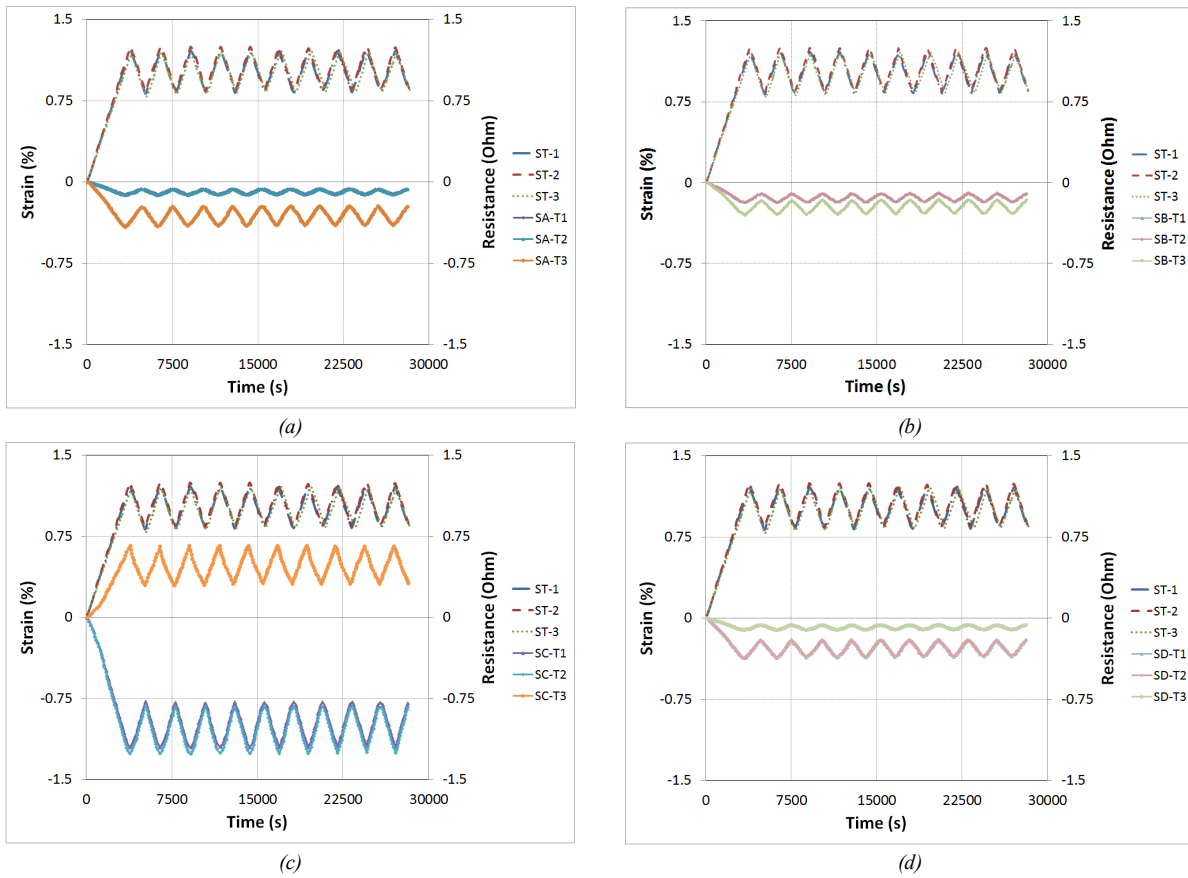 1.5
0.75
0
-0.75
-1.5
Strain (%)
0
7500
15000
22500
30000
Time (s)
1.5
0.75
0
-0.75
-1.5
Resistance (Ohm)
ST-1
ST-2
ST-3
SA-T1
SA-T2
SA-T3
(a)
1.5
0.75
0
-0.75
-1.5
Strain (%)
0
7500
15000
22500
30000
Time (s)
1.5
0.75
0
-0.75
-1.5
Resistance (Ohm)
ST-1
ST-2
ST-3
SB-T1
SB-T2
SB-T3
(b)
1.5
0.75
0
-0.75
-1.5
Strain (%)
0
7500
15000
22500
30000
Time (s)
1.5
0.75
0
-0.75
-1.5
Resistance (Ohm)
ST-1
ST-2
ST-3
SC-T1
SC-T2
SC-T3
(c)
1.5
0.75
0
-0.75
-1.5
Strain (%)
0
7500
15000
22500
30000
Time (s)
1.5
0.75
0
-0.75
-1.5
Resistance (Ohm)
ST-1
ST-2
ST-3
SD-T1
SD-T2
SD-T3
(d)